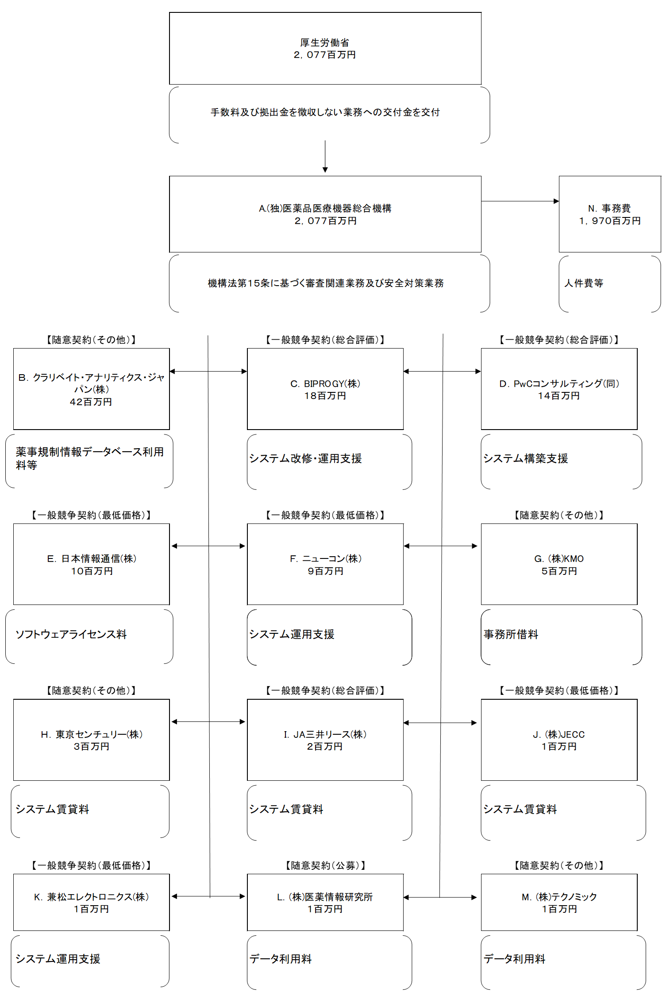 厚生労働省
２，０７７百万円
手数料及び拠出金を徴収しない業務への交付金を交付
A.(独)医薬品医療機器総合機構
２，０７７百万円
N．事務費
１，９７０百万円
機構法第１５条に基づく審査関連業務及び安全対策業務
人件費等
【随意契約（その他）】
【一般競争契約（総合評価）】
【一般競争契約（総合評価）】
B．クラリベイト・アナリティクス・ジャ
パン(株)
４２百万円
C．BIPROGY(株)
１８百万円
D．PwCコンサルティング(同)
１４百万円
薬事規制情報データベース利用
料等
システム改修・運用支援
システム構築支援
【一般競争契約（最低価格）】
【一般競争契約（最低価格）】
【随意契約（その他）】
E．日本情報通信(株)
１０百万円
F．ニューコン(株)
９百万円
G．(株)KMO
５百万円
ソフトウェアライセンス料
システム運用支援
事務所借料
【随意契約（その他）】
【一般競争契約（総合評価）】
【一般競争契約（最低価格）】
H．東京センチュリー(株)
３百万円
I．JA三井リース(株)
２百万円
J．(株)JECC
１百万円
システム賃貸料
システム賃貸料
システム賃貸料
【一般競争契約（最低価格）】
【随意契約（公募）】
【随意契約（その他）】
K．兼松エレクトロニクス(株)
１百万円
L．(株)医薬情報研究所
１百万円
M．(株)テクノミック
１百万円
システム運用支援
データ利用料
データ利用料